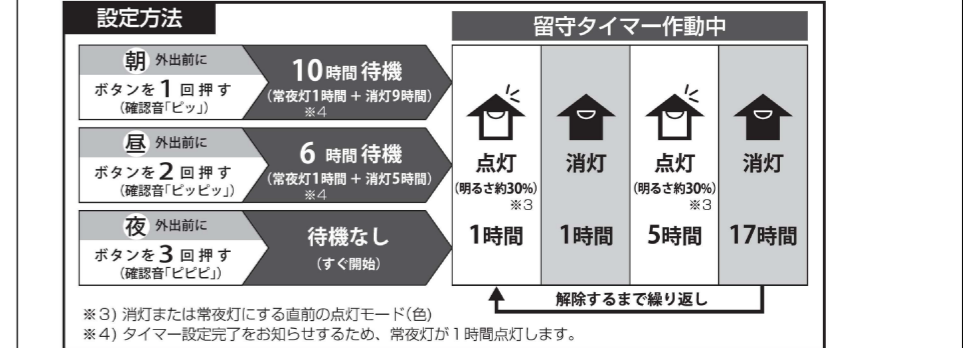 設定方法
留守タイマー作動中
朝 外出前に
ボタンを1回押す
(確認音「ピッ」)
10時間待機
(常夜灯1時間 + 消灯9時間)
※4
昼 外出前に
ボタンを2回押す
(確認音「ピッピッ」)
6時間待機
(常夜灯1時間 + 消灯5時間)
※4
夜 外出前に
ボタンを3回押す
(確認音「ピピピ」)
待機なし
(すぐ開始)
点灯
(明るさ約30%)
※3
1時間
消灯
1時間
点灯
(明るさ約30%)
※3
5時間
消灯
17時間
解除するまで繰り返し
※3) 消灯または常夜灯にする直前の点灯モード(色)
※4) タイマー設定完了をお知らせするため、常夜灯が1時間点灯します。